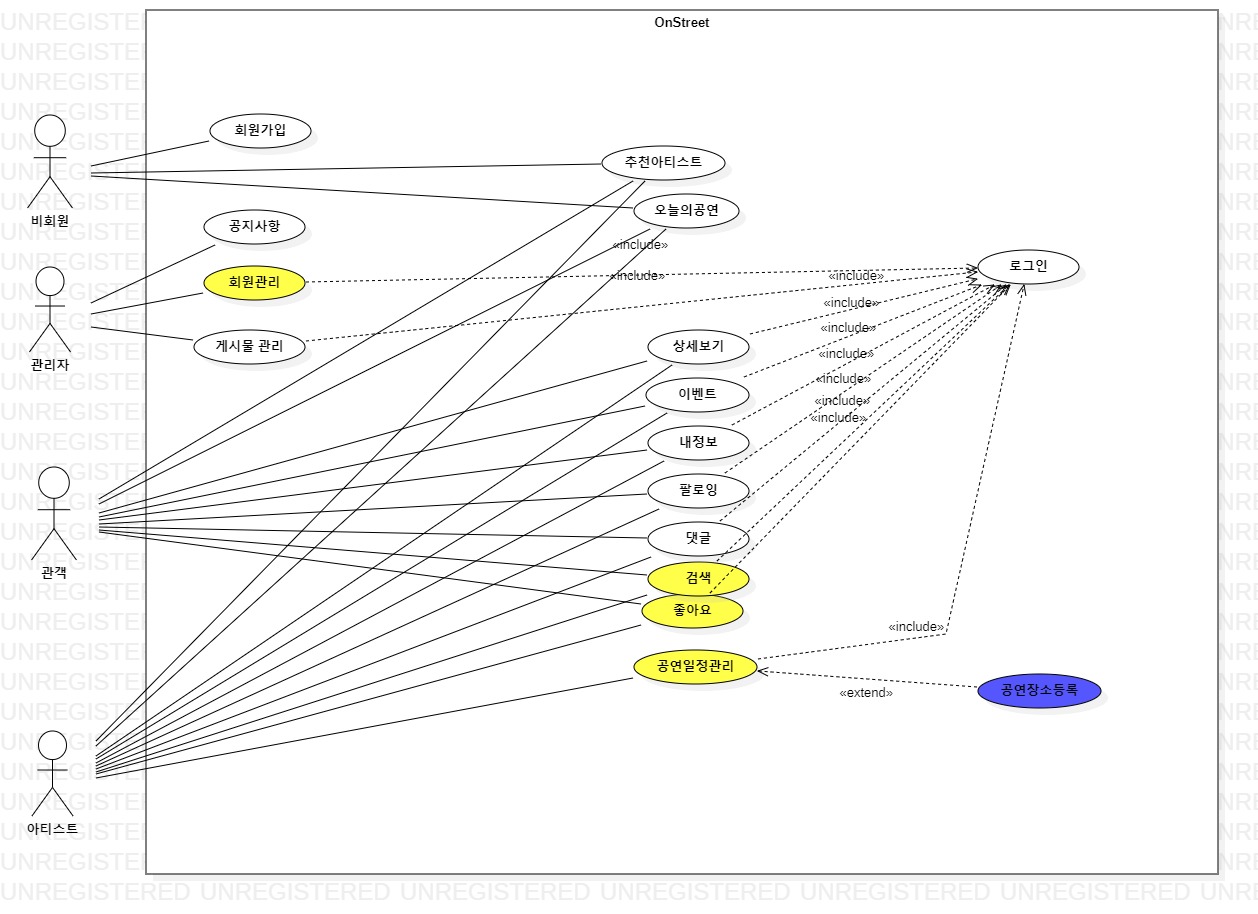 OnStreet
회원가입
추천아티스트
비회원
오늘의공연
공지사항
«include»
로그인
회원관리
«include»
«include»
«include»
관리자
게시물 관리
상세보기
«include»
«include»
이벤트
«include»
«include»
«include»
내정보
팔로잉
관객
댓글
검색
좋아요
«include»
공연일정관리
공연장소등록
«extend»
아티스트
UNREGISTERED UNREGISTERED UNREGISTERED UNREGISTERED UNREGISTERED UNREGISTERED